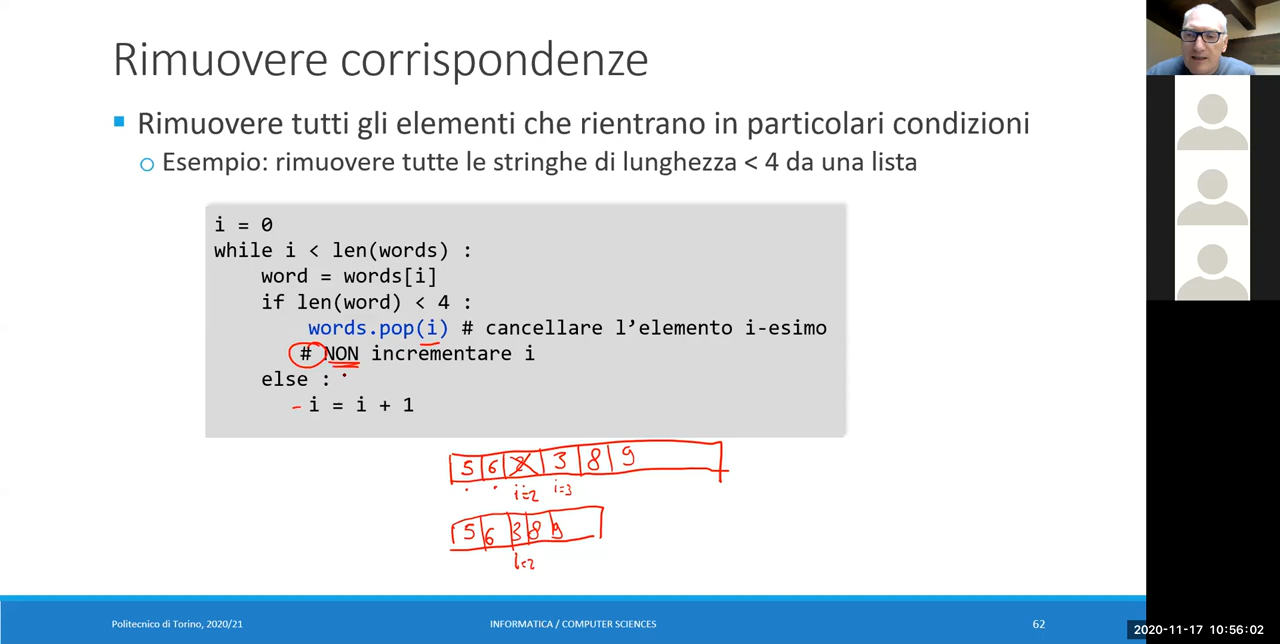 Rimuovere corrispondenze
Rimuovere tutti gli elementi che rientrano in particolari condizioni
Esempio: rimuovere tutte le stringhe di lunghezza < 4 da una lista
i = 0
while i < len(words) :
word = words[i]
if len(word) < 4 :
words.pop(i) # cancellare l’elemento i-esimo
# NON incrementare i
else :
i = i + 1
5 6 2 3 8 9
i=2 i=3
5 6 3 8 9
i=2
Politecnico di Torino, 2020/21 INFORMATICA / COMPUTER SCIENCES 62
2020-11-17 10:56:02